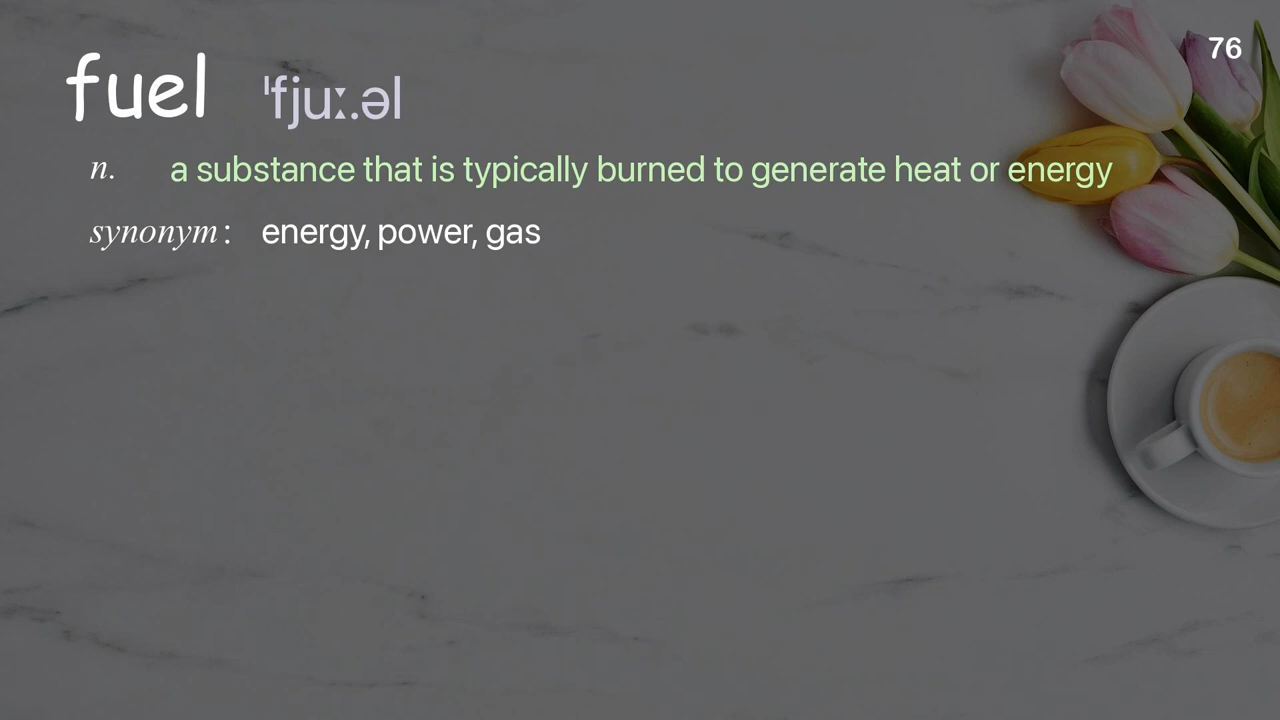 76
fuel ˈfjuː.əl
n. a substance that is typically burned to generate heat or energy
synonym : energy, power, gas